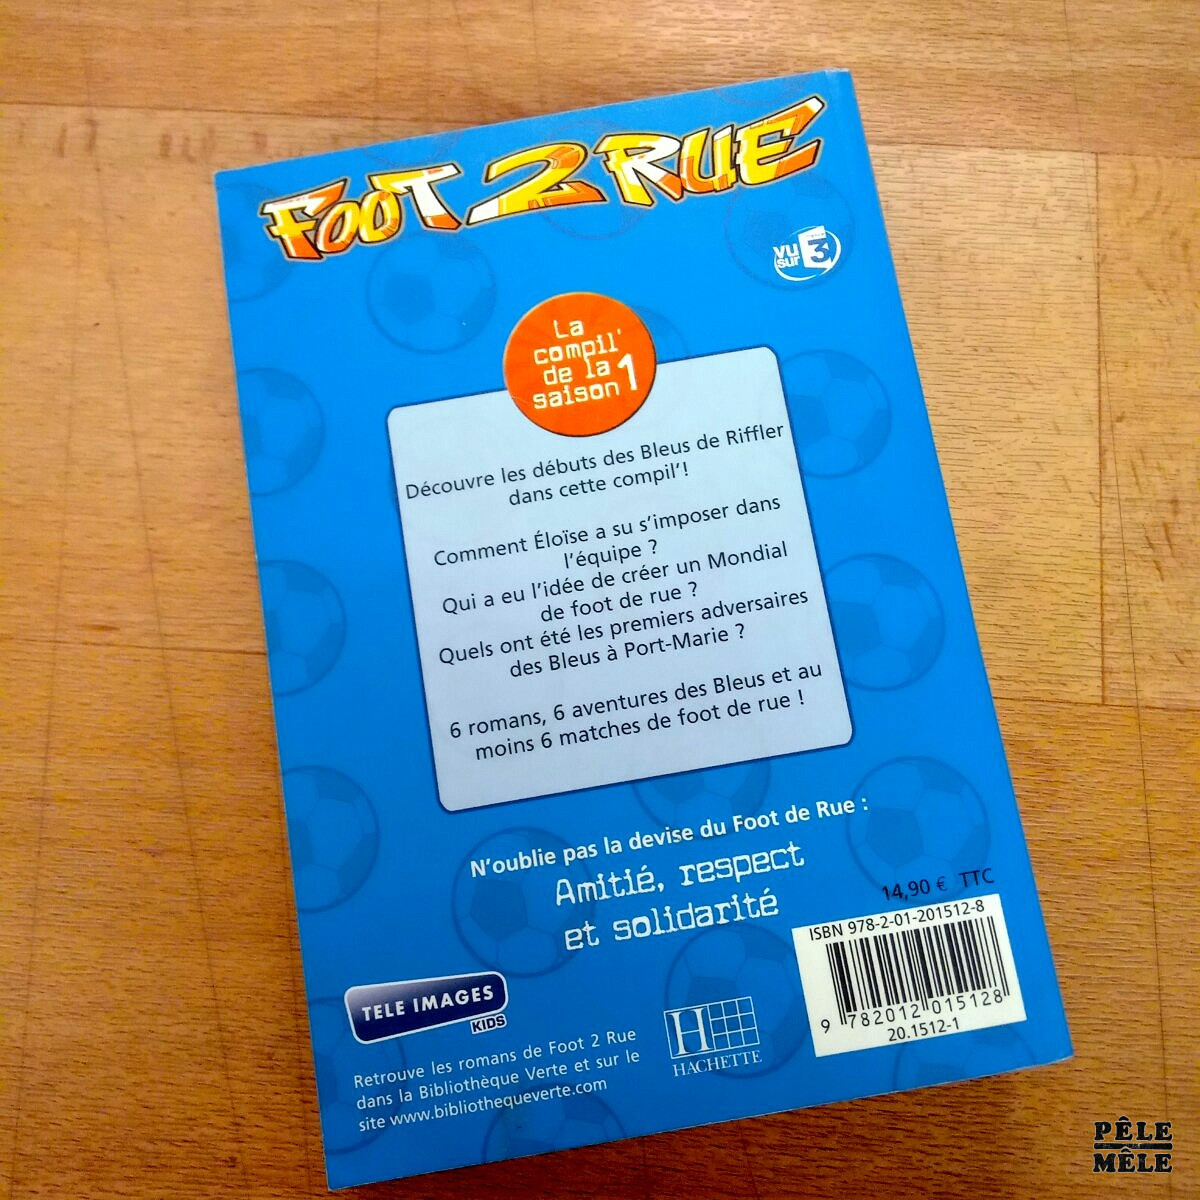 FOOT 2 RUE
vu
sur 3
La
compil'
de la
saison 1
Découvre les débuts des Bleus de Riffler
dans cette compil'!
Comment Éloïse a su s'imposer dans
l'équipe ?
Qui a eu l'idée de créer un Mondial
de foot de rue ?
Quels ont été les premiers adversaires
des Bleus à Port-Marie ?
6 romans, 6 aventures des Bleus et au
moins 6 matches de foot de rue !
N'oublie pas la devise du Foot de Rue :
Amitié, respect
et solidarité
14,90 € TTC
ISBN 978-2-01-201512-8
9 782012 015128
20.1512-1
TELE IMAGES
KIDS
H
HACHETTE
Retrouve les romans de Foot 2 Rue
dans la Bibliothèque Verte et sur le
site www.bibliothequeverte.com
PÊLE
MÊLE